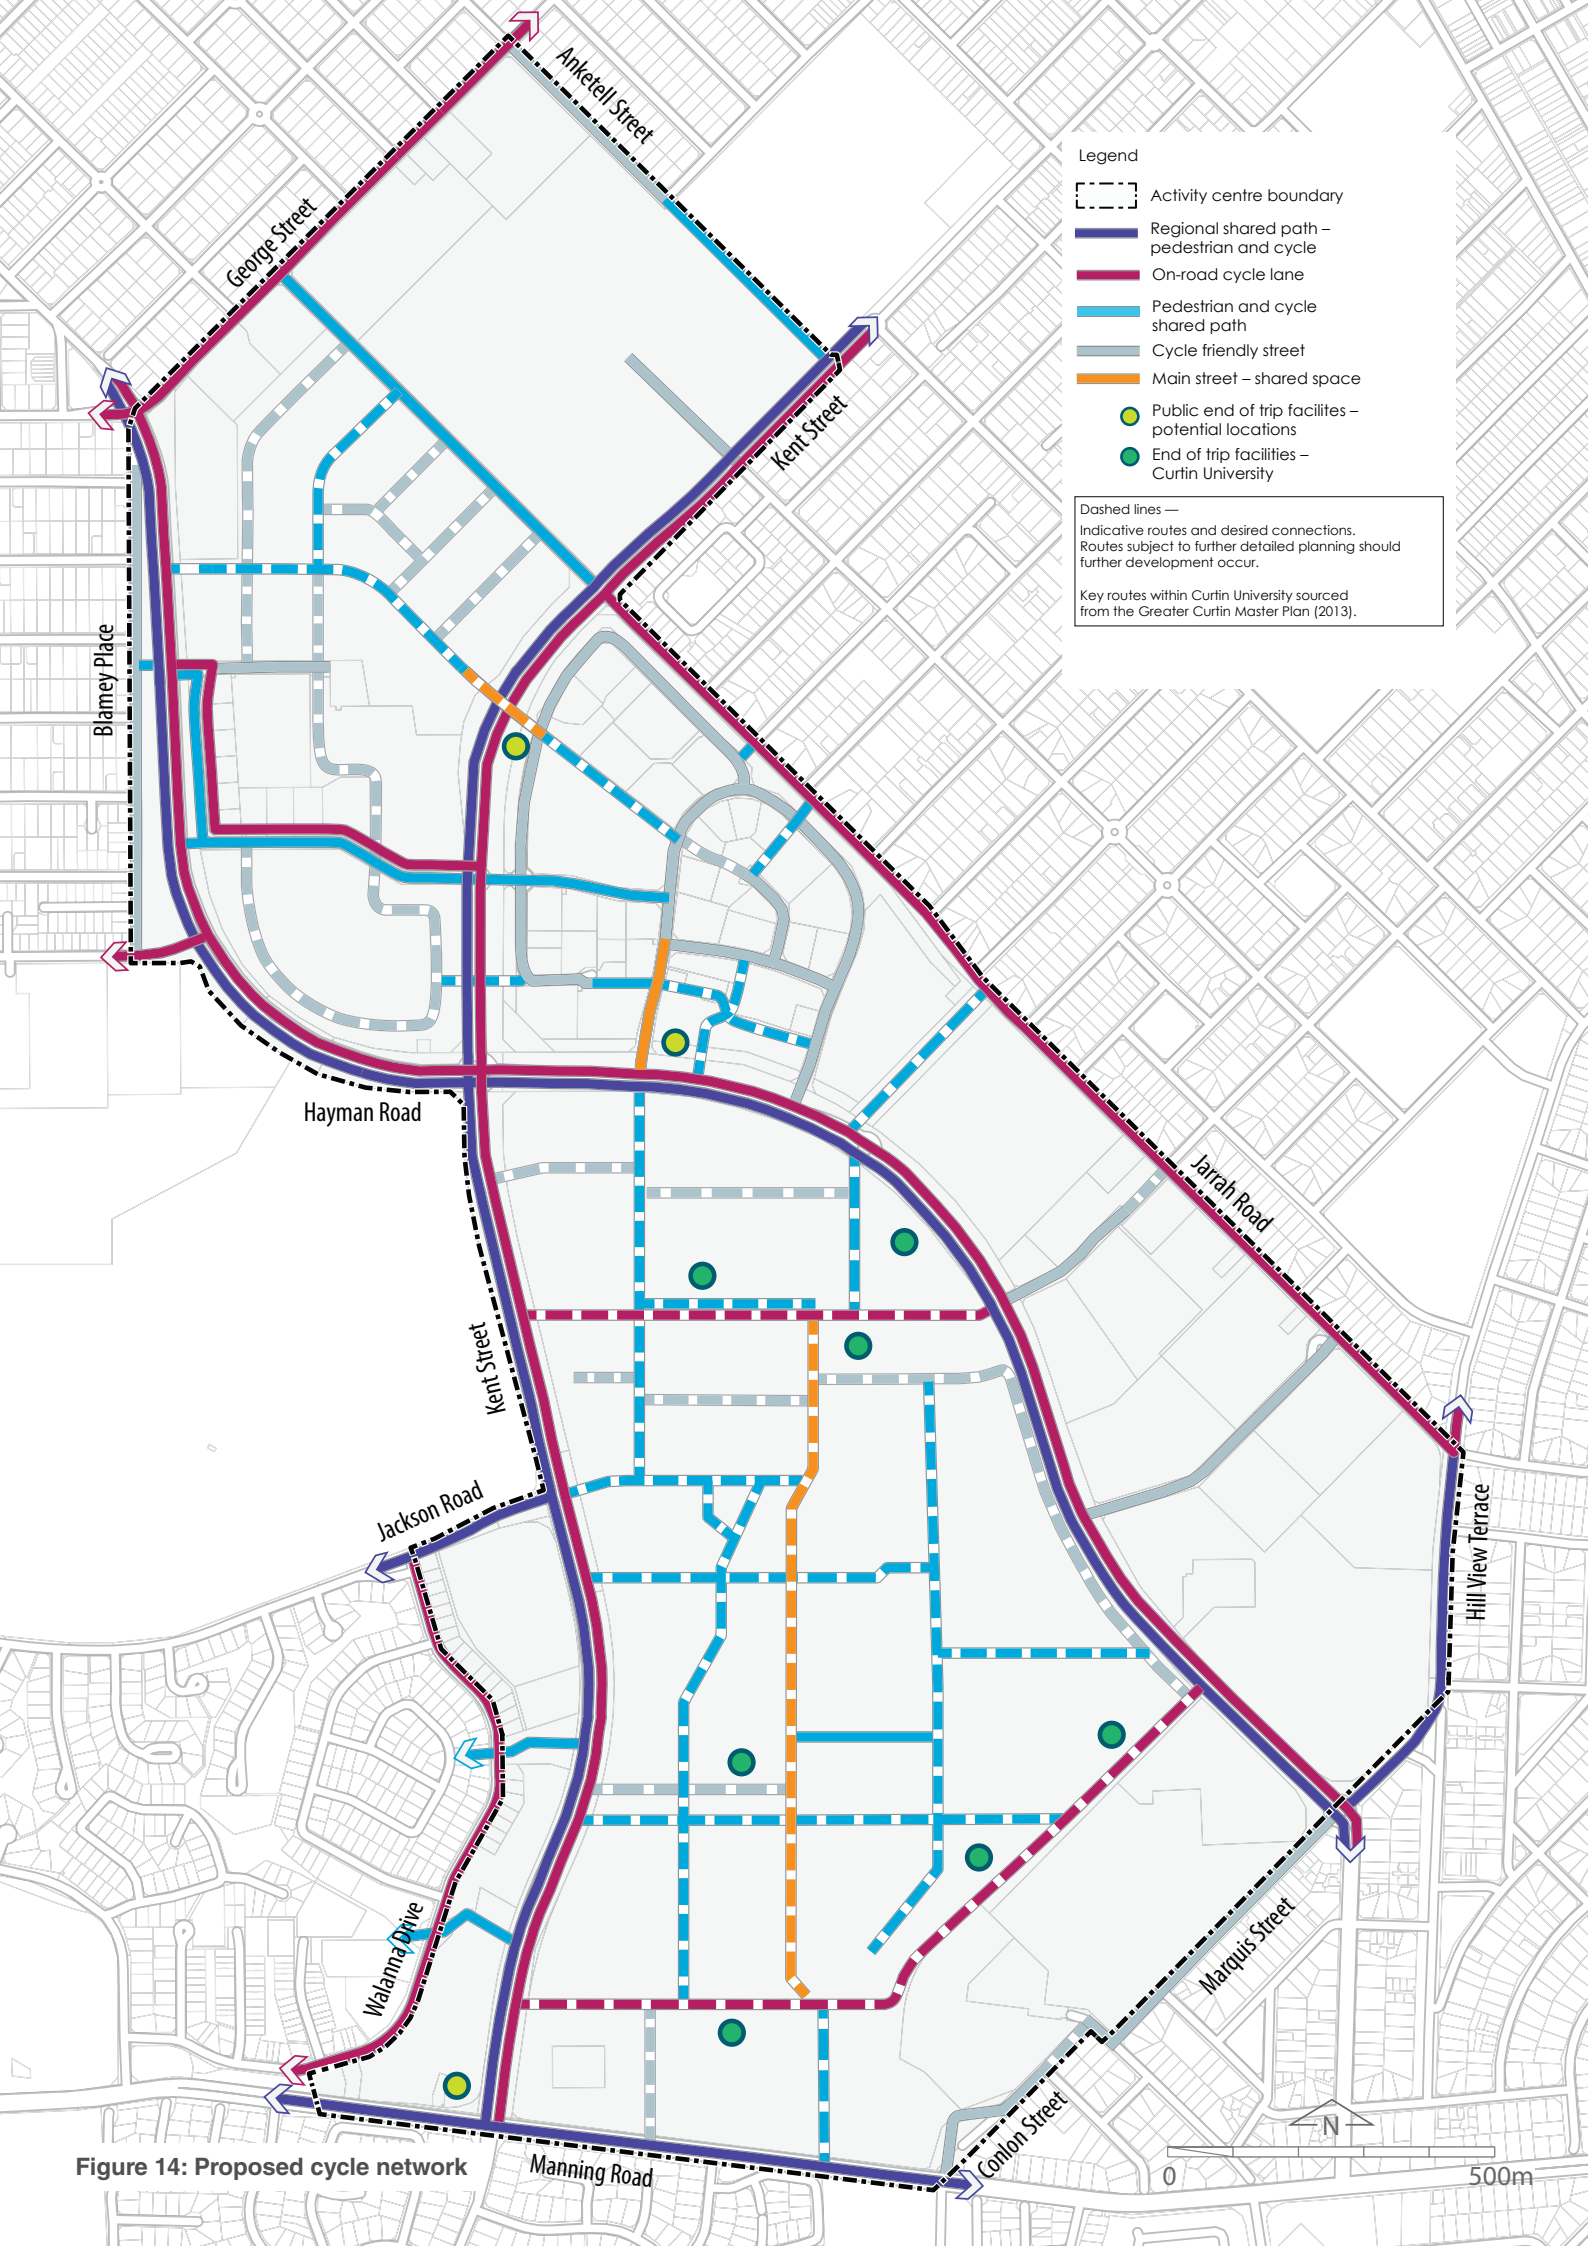 Anketell Street
George Street
Kent Street
Blamey Place
Hayman Road
Jarrah Road
Kent Street
Jackson Road
Hill View Terrace
Walanna Drive
Marquis Street
Conlon Street
Manning Road
Legend
Activity centre boundary
Regional shared path –
pedestrian and cycle
On-road cycle lane
Pedestrian and cycle
shared path
Cycle friendly street
Main street – shared space
Public end of trip facilites –
potential locations
End of trip facilities –
Curtin University
Dashed lines —
Indicative routes and desired connections.
Routes subject to further detailed planning should
further development occur.
Key routes within Curtin University sourced
from the Greater Curtin Master Plan (2013).
N
0 500m
Figure 14: Proposed cycle network